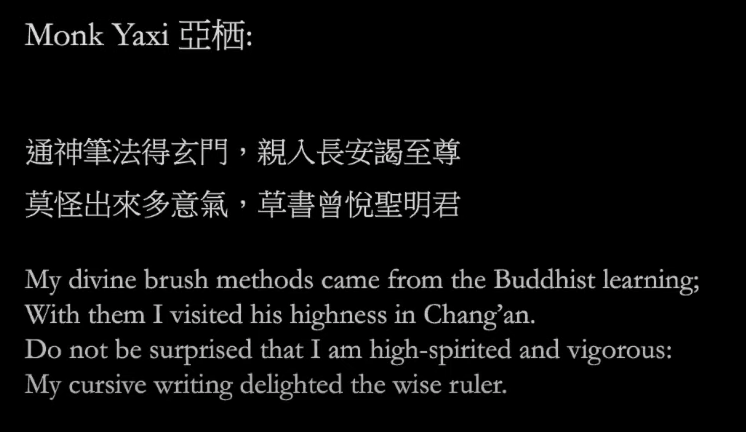 Monk Yaxi 亞栖:
通神筆法得玄門，親入長安謁至尊
莫怪出來多意氣，草書曾悅聖明君
My divine brush methods came from the Buddhist learning;
With them I visited his highness in Chang’an.
Do not be surprised that I am high-spirited and vigorous:
My cursive writing delighted the wise ruler.